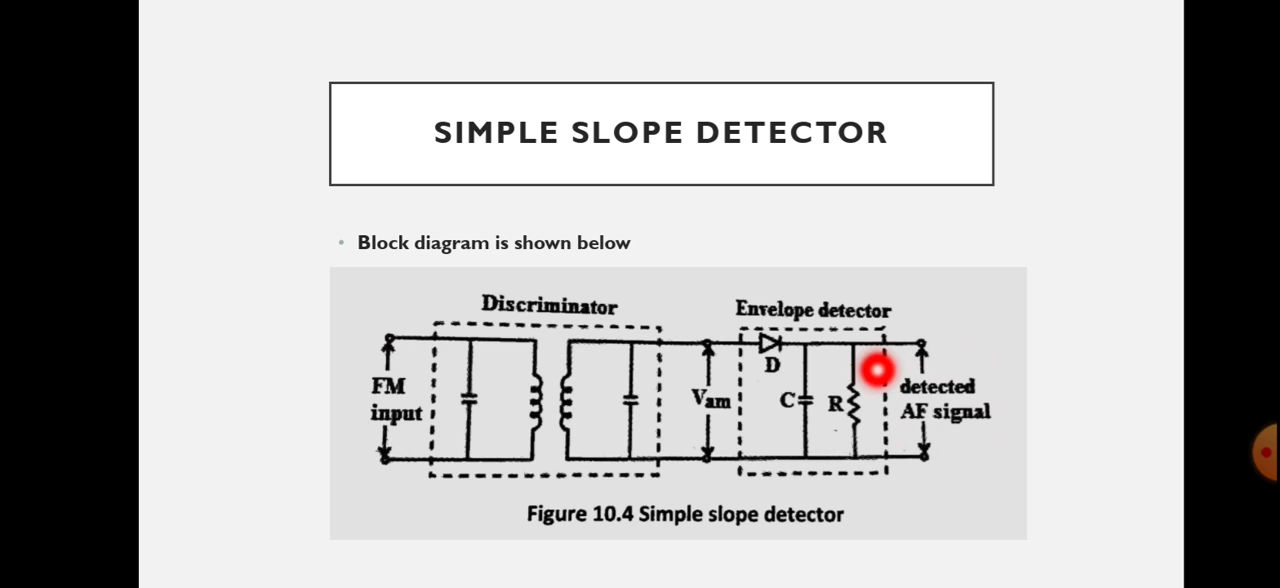 SIMPLE SLOPE DETECTOR
• Block diagram is shown below
Discriminator
Envelope detector
FM
input
Vam
D
C
R
detected
AF signal
Figure 10.4 Simple slope detector